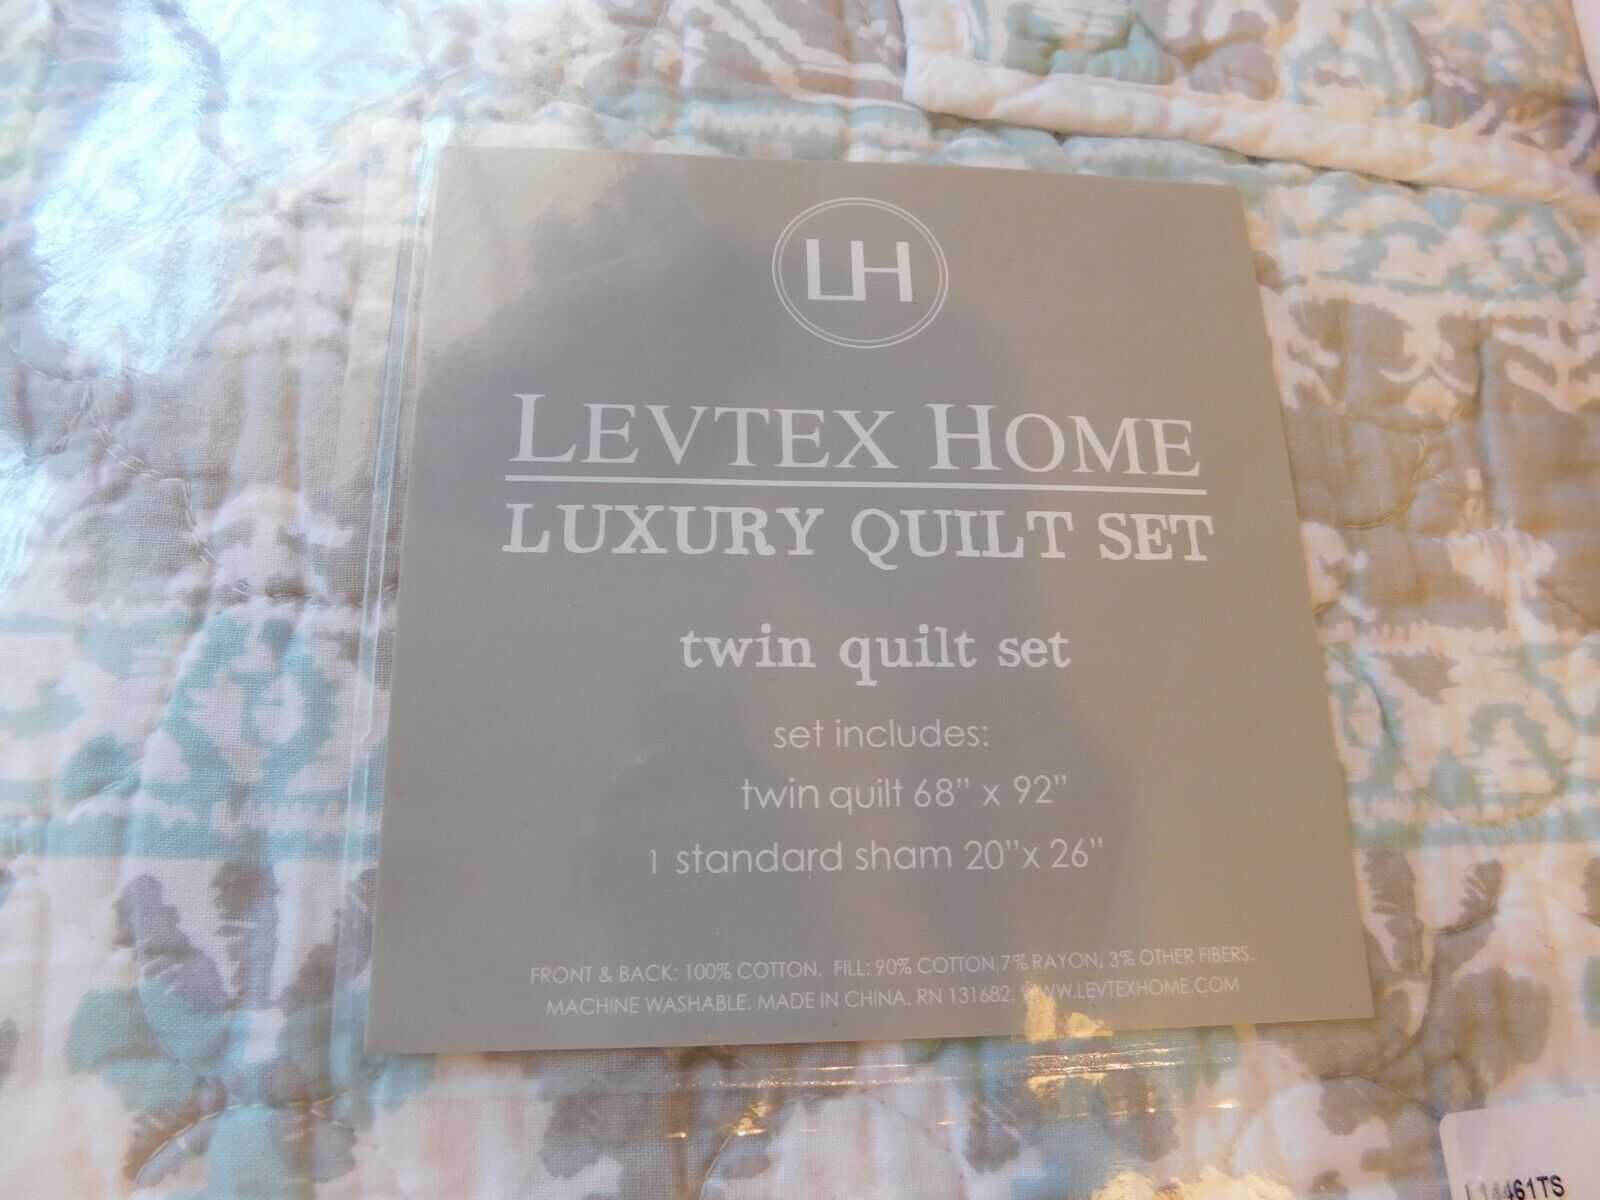 LH
LEVTEX HOME
LUXURY QUILT SET
twin quilt set
set includes:
twin quilt 68" x 92"
1 standard sham 20"x 26"
FRONT & BACK: 100% COTTON. FILL: 90% COTTON,7% RAYON, 3% OTHER FIBERS.
MACHINE WASHABLE. MADE IN CHINA. RN 131682. WWW.LEVTEXHOME.COM